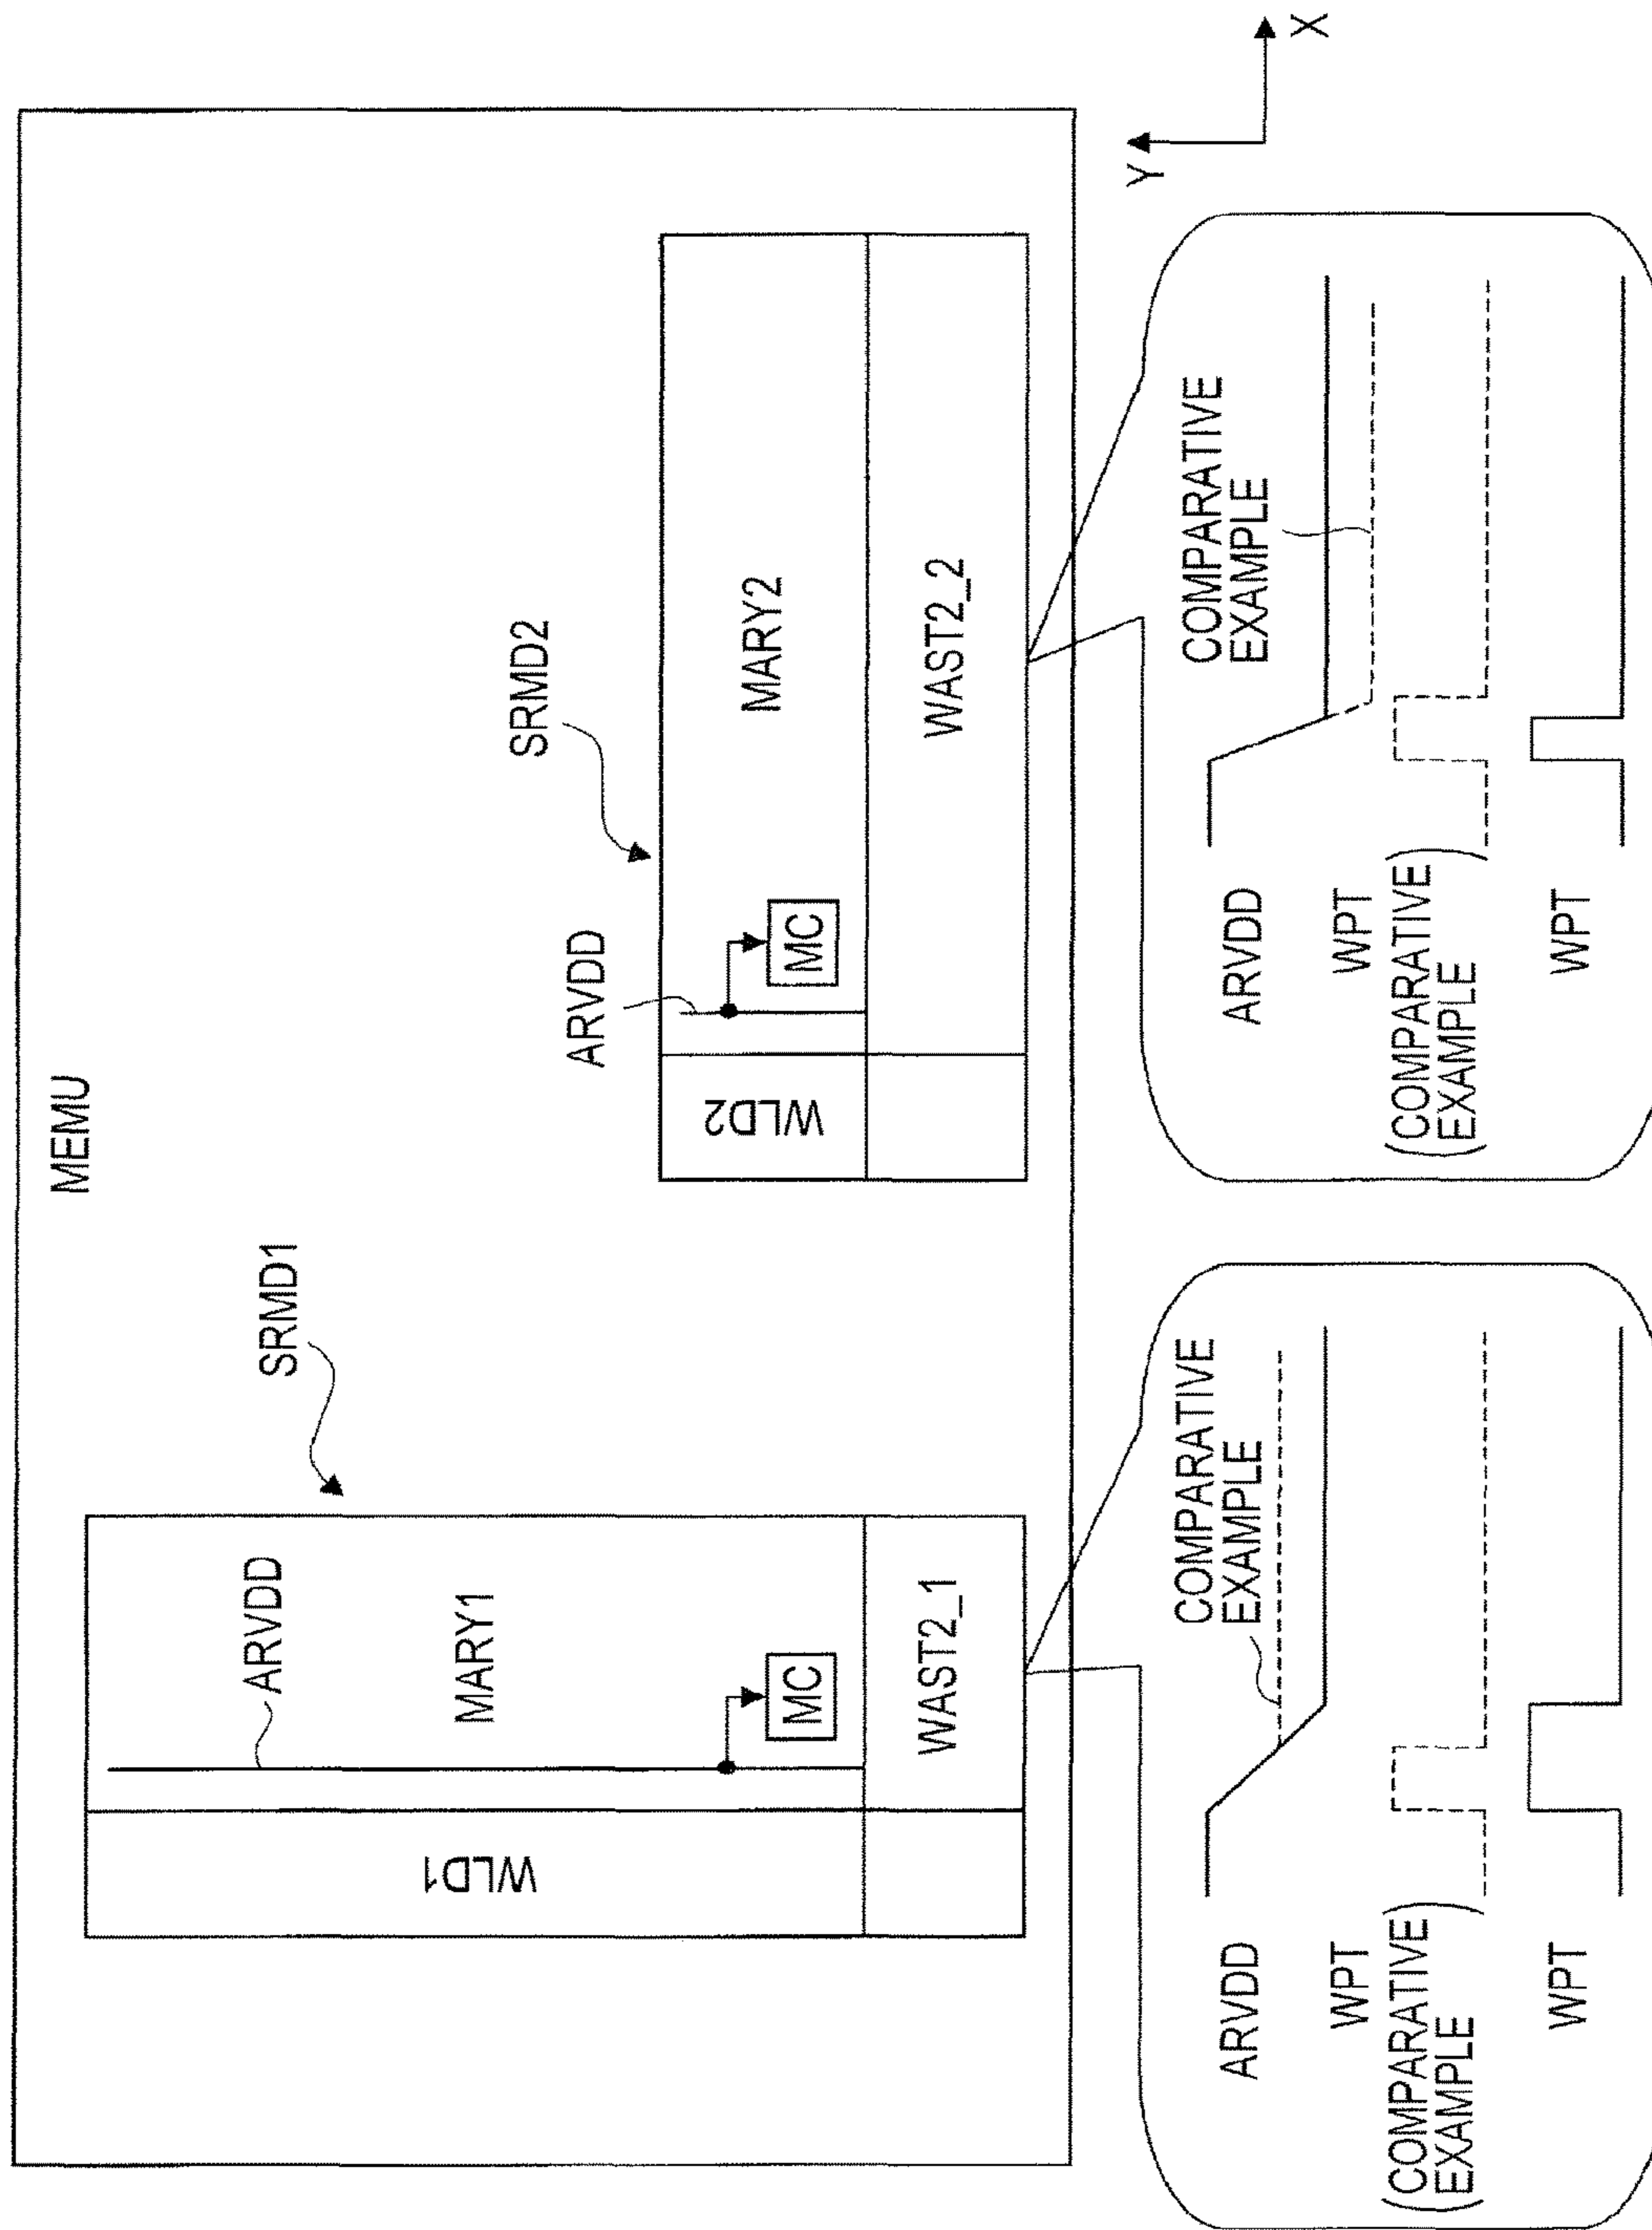 MEMU
SRMD1
ARVDD
MARY1
WLD1
MC
WAST2_1
SRMD2
ARVDD
MARY2
WLD2
MC
WAST2_2
Y
X
COMPARATIVE
EXAMPLE
ARVDD
WPT
(COMPARATIVE
EXAMPLE)
WPT
COMPARATIVE
EXAMPLE
ARVDD
WPT
(COMPARATIVE
EXAMPLE)
WPT